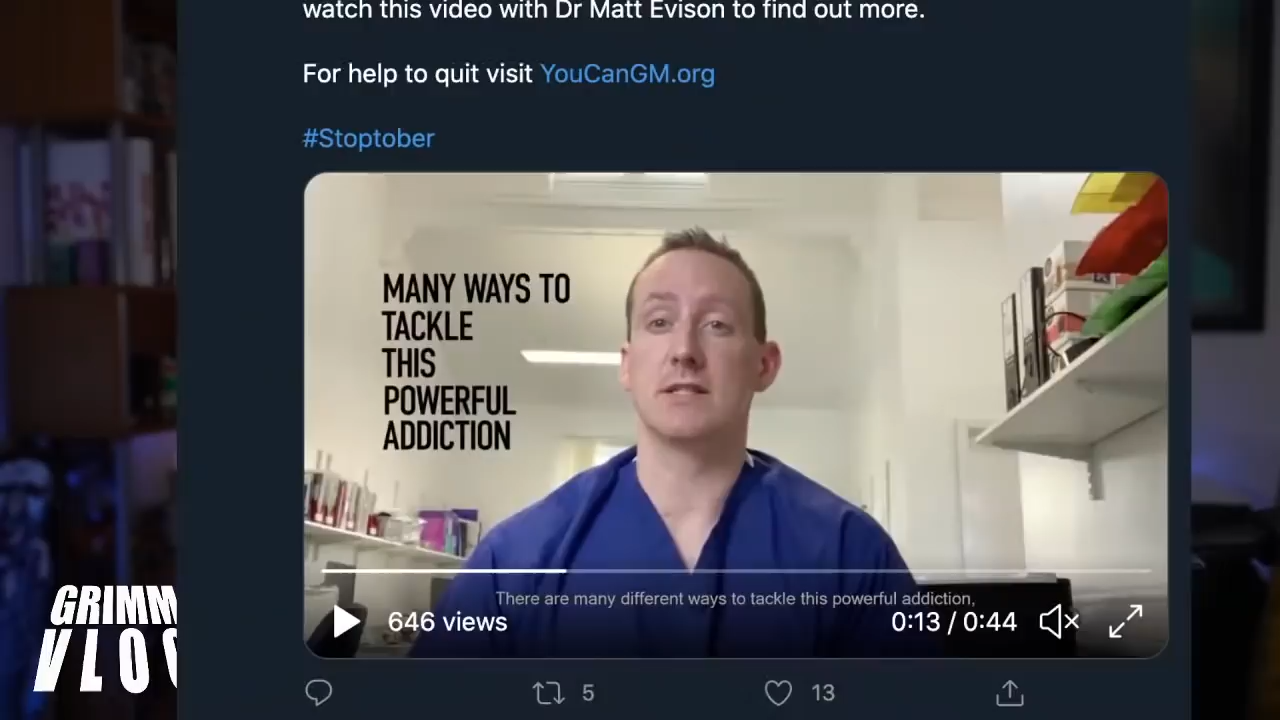 watch this video with Dr Matt Evison to find out more.
For help to quit visit YouCanGM.org
#Stoptober
MANY WAYS TO
TACKLE
THIS
POWERFUL
ADDICTION
There are many different ways to tackle this powerful addiction,
646 views
0:13 / 0:44
5
13
GRIMM
VLO